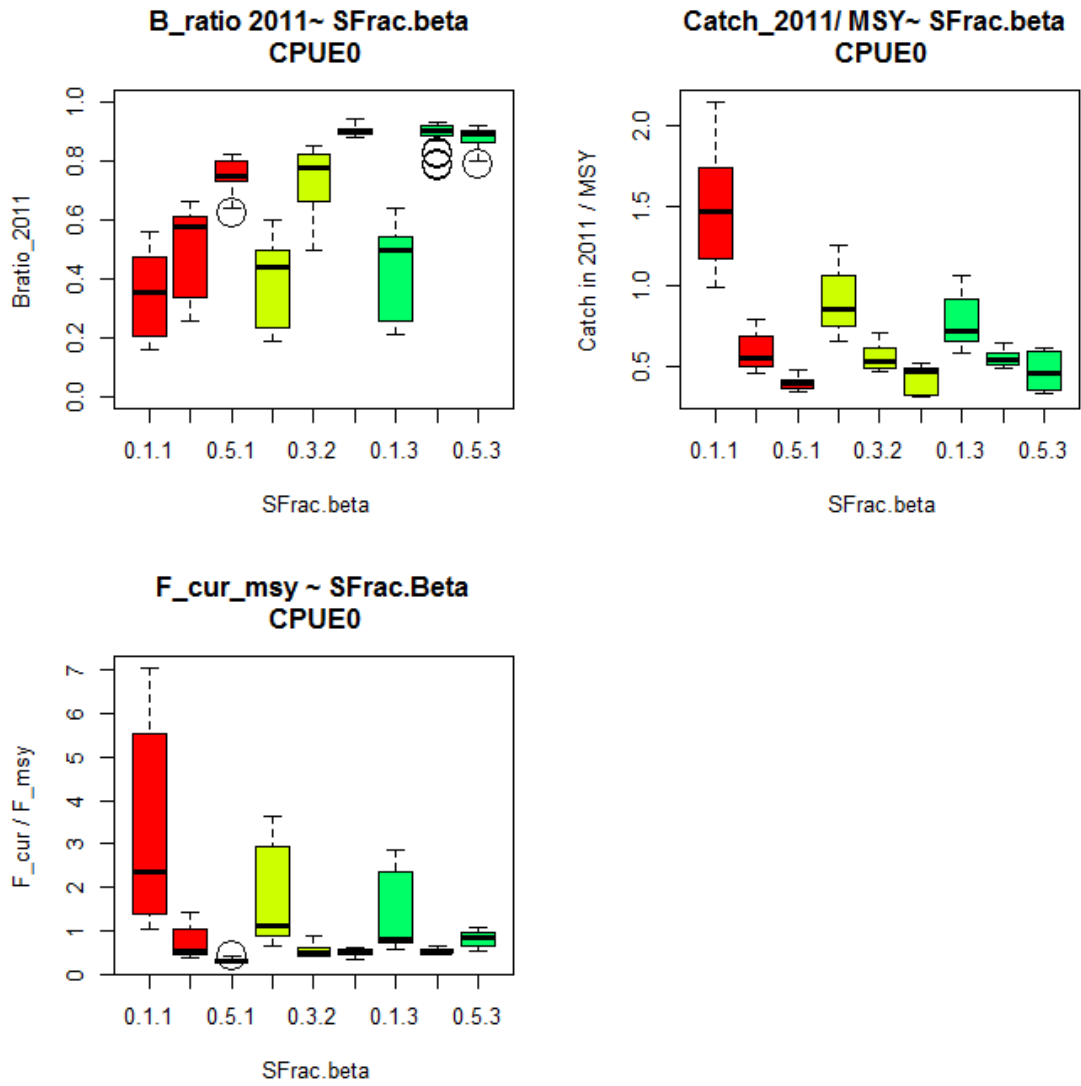 B_ratio 2011~ SFrac.beta
CPUE0
Bratio_2011
1.0
0.8
0.6
0.4
0.2
0.0
0.1.1 0.5.1 0.3.2 0.1.3 0.5.3
SFrac.beta
Catch_2011/ MSY~ SFrac.beta
CPUE0
Catch in 2011 / MSY
2.0
1.5
1.0
0.5
0.1.1 0.5.1 0.3.2 0.1.3 0.5.3
SFrac.beta
F_cur_msy ~ SFrac.Beta
CPUE0
F_cur / F_msy
7
6
5
4
3
2
1
0
0.1.1 0.5.1 0.3.2 0.1.3 0.5.3
SFrac.beta